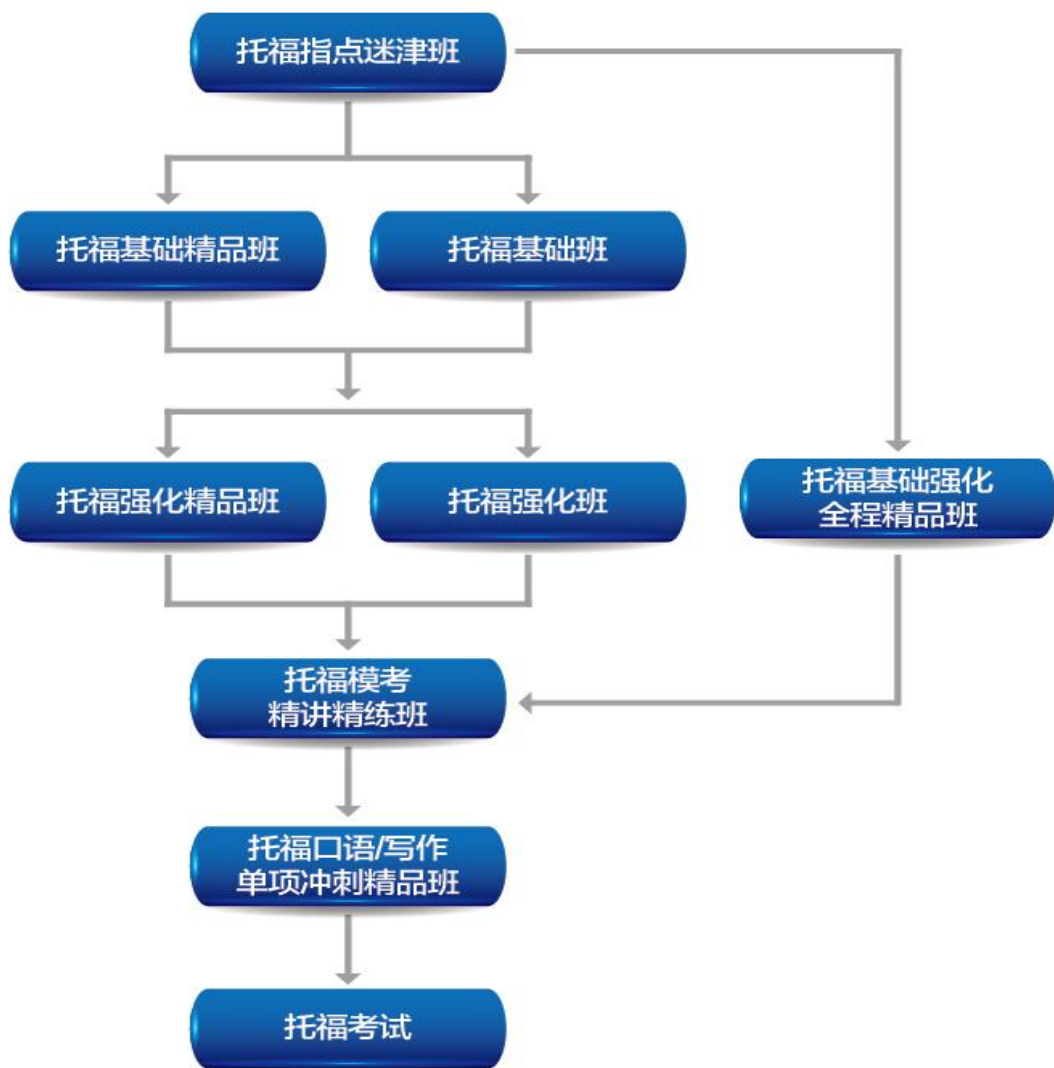 托福指点迷津班
托福基础精品班
托福基础班
托福强化精品班
托福强化班
托福基础强化
全程精品班
托福模考
精讲精练班
托福口语/写作
单项冲刺精品班
托福考试